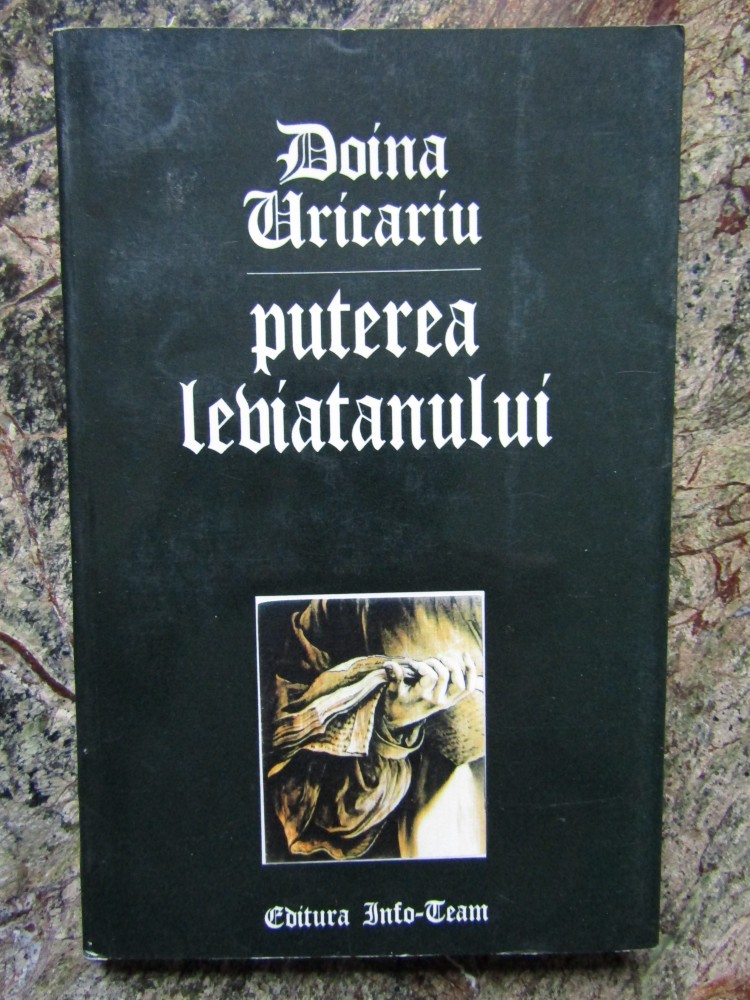 Doina
Uricariu
puterea
leviatanului
Editura Info-Team